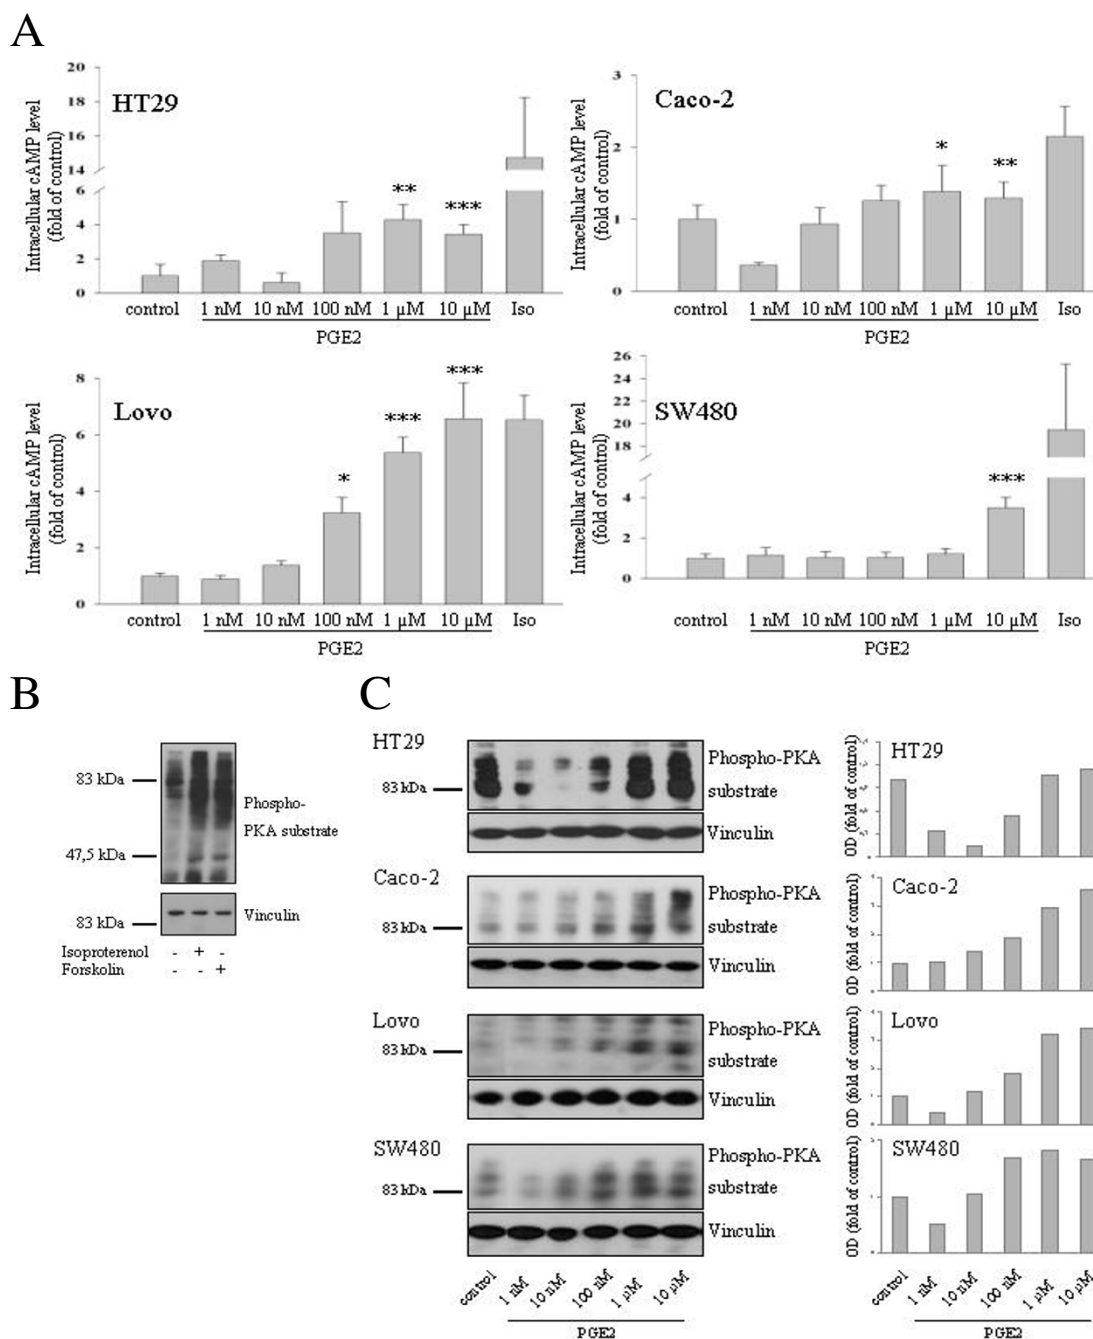 A
HT29
Intracellular cAMP level
(fold of control)
20
18
16
14
6
4
2
0
** ***
control 1 nM 10 nM 100 nM 1 µM 10 µM Iso
PGE2
Caco-2
Intracellular cAMP level
(fold of control)
3
2
1
0
* **
control 1 nM 10 nM 100 nM 1 µM 10 µM Iso
PGE2
Lovo
Intracellular cAMP level
(fold of control)
8
6
4
2
0
* *** ***
control 1 nM 10 nM 100 nM 1 µM 10 µM Iso
PGE2
SW480
Intracellular cAMP level
(fold of control)
26
24
22
20
18
4
2
0
***
control 1 nM 10 nM 100 nM 1 µM 10 µM Iso
PGE2
B
83 kDa
47,5 kDa
Phospho-
PKA substrate
83 kDa
Vinculin
Isoproterenol - + -
Forskolin - - +
C
HT29
83 kDa
Phospho-PKA
substrate
Vinculin
Caco-2
83 kDa
Phospho-PKA
substrate
Vinculin
Lovo
83 kDa
Phospho-PKA
substrate
Vinculin
SW480
83 kDa
Phospho-PKA
substrate
Vinculin
control 1 nM 10 nM 100 nM 1 µM 10 µM
PGE2
HT29
OD (fold of control)
Caco-2
OD (fold of control)
Lovo
OD (fold of control)
SW480
OD (fold of control)
control 1 nM 10 nM 100 nM 1 µM 10 µM
PGE2